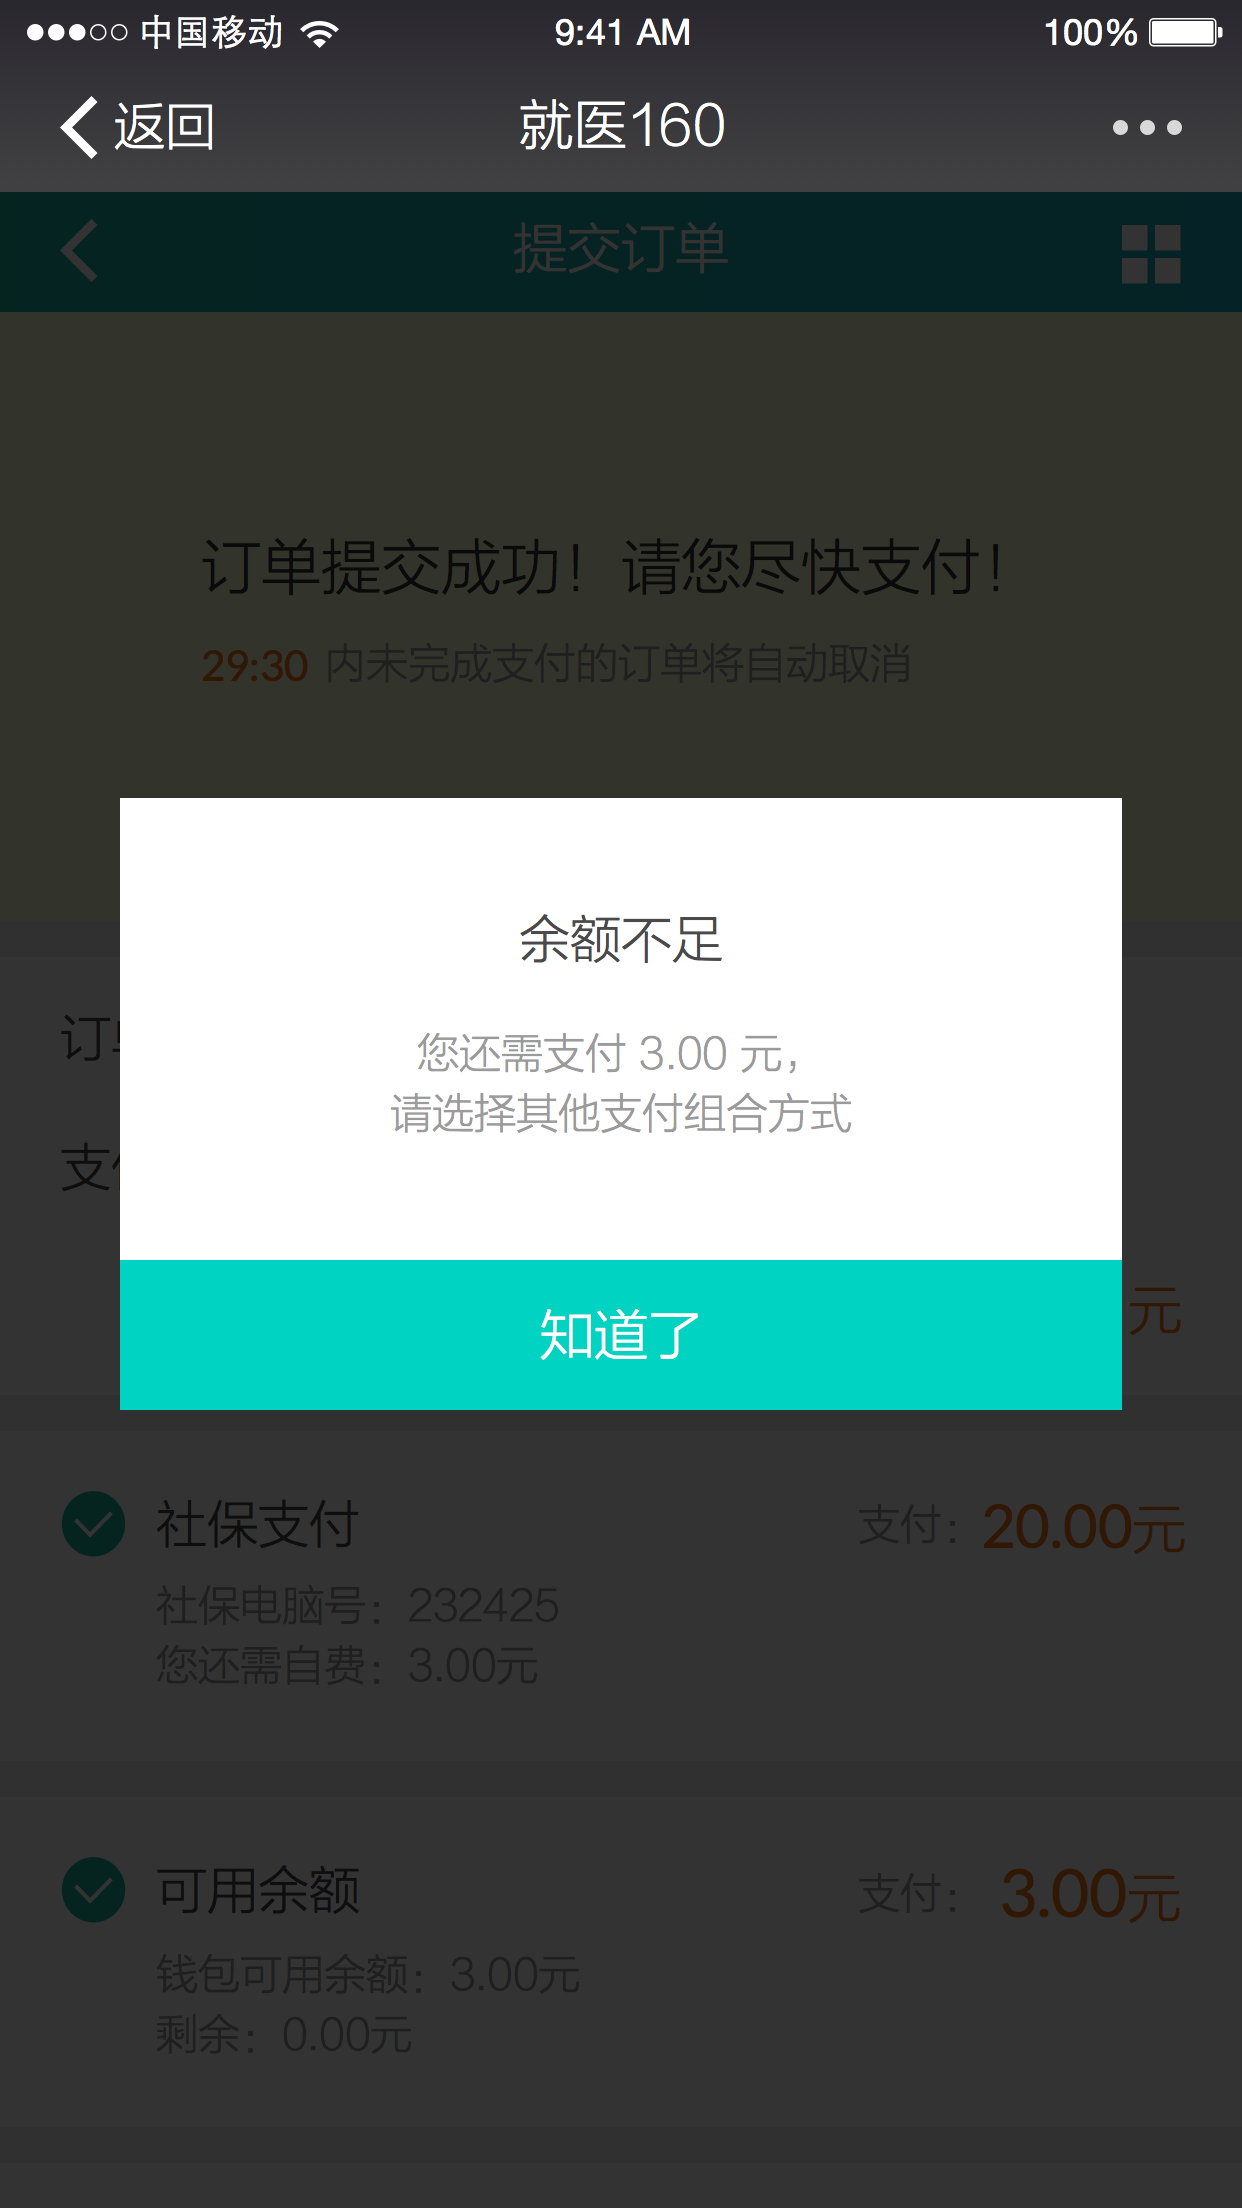 中国移动 9:41 AM 100%
返回 就医160
提交订单
订单提交成功！请您尽快支付！
29:30 内未完成支付的订单将自动取消
余额不足
您还需支付 3.00 元，
请选择其他支付组合方式
知道了
订
支
元
社保支付 支付：20.00元
社保电脑号：232425
您还需自费：3.00元
可用余额 支付：3.00元
钱包可用余额：3.00元
剩余：0.00元